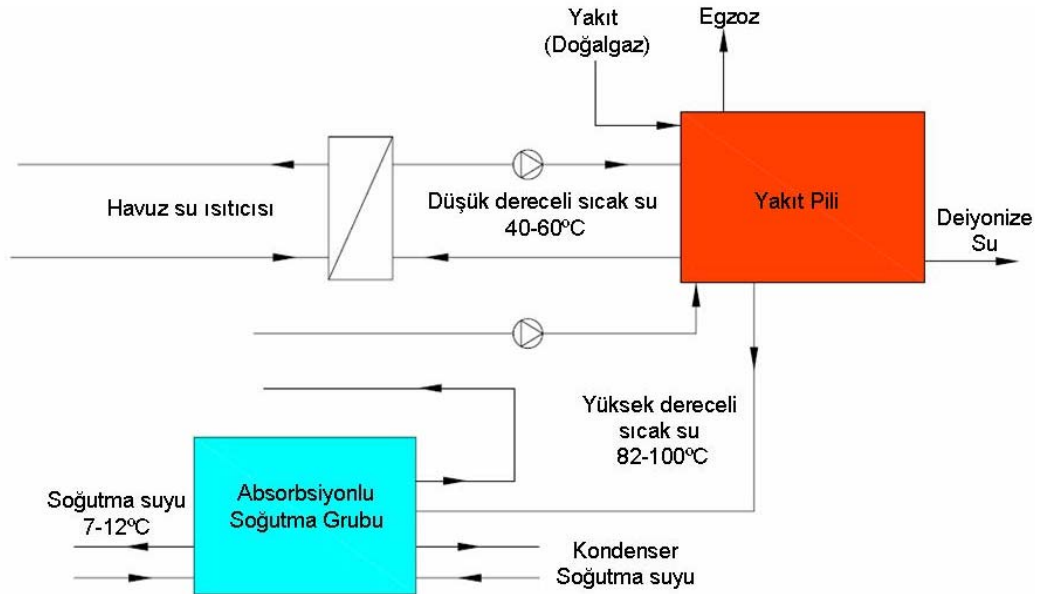 Yakıt
(Doğalgaz)
Egzoz
Havuz su ısıtıcısı
Düşük dereceli sıcak su
40-60ºC
Yakıt Pili
Deiyonize
Su
Yüksek dereceli
sıcak su
82-100ºC
Absorbsiyonlu
Soğutma Grubu
Soğutma suyu
7-12ºC
Kondenser
Soğutma suyu